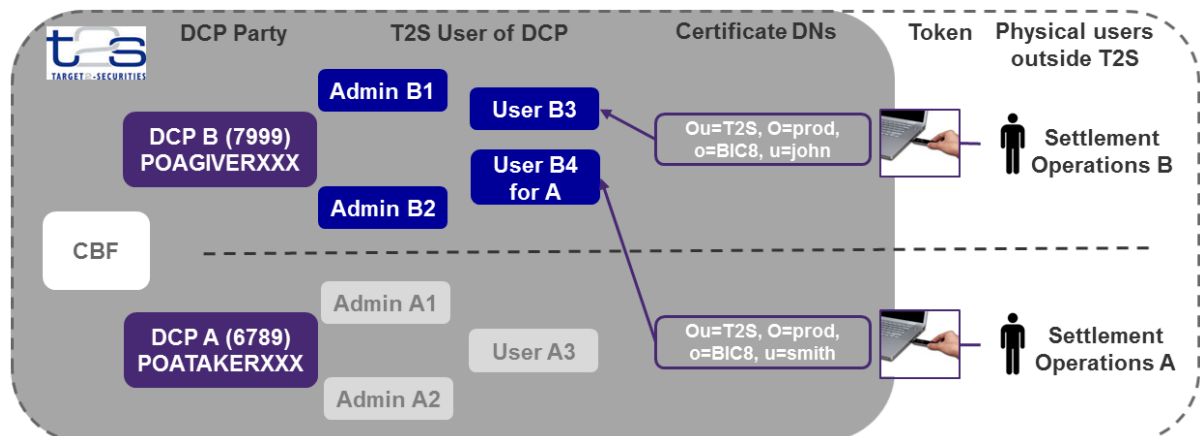 t2s
TARGET2-SECURITIES
DCP Party
T2S User of DCP
Certificate DNs
Token
Physical users
outside T2S
Admin B1
User B3
DCP B (7999)
POAGIVERXXX
Ou=T2S, O=prod,
o=BIC8, u=john
Settlement
Operations B
User B4
for A
Admin B2
CBF
Admin A1
DCP A (6789)
POATAKERXXX
User A3
Ou=T2S, O=prod,
o=BIC8, u=smith
Settlement
Operations A
Admin A2